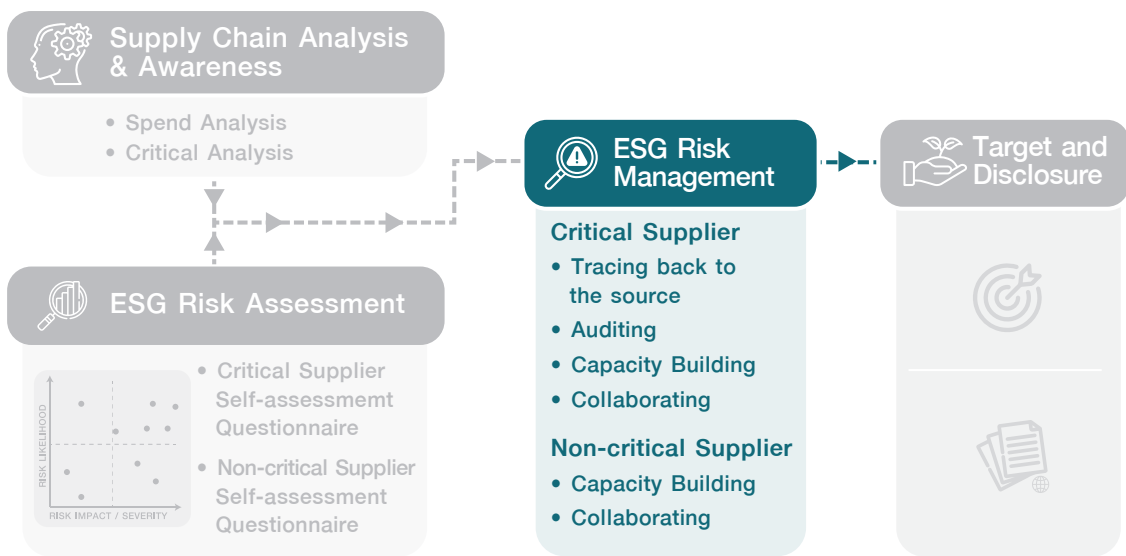 Supply Chain Analysis
& Awareness
• Spend Analysis
• Critical Analysis
ESG Risk Assessment
RISK LIKELIHOOD
RISK IMPACT / SEVERITY
• Critical Supplier
Self-assessmemt
Questionnaire
• Non-critical Supplier
Self-assessment
Questionnaire
ESG Risk
Management
Critical Supplier
• Tracing back to
the source
• Auditing
• Capacity Building
• Collaborating
Non-critical Supplier
• Capacity Building
• Collaborating
Target and
Disclosure